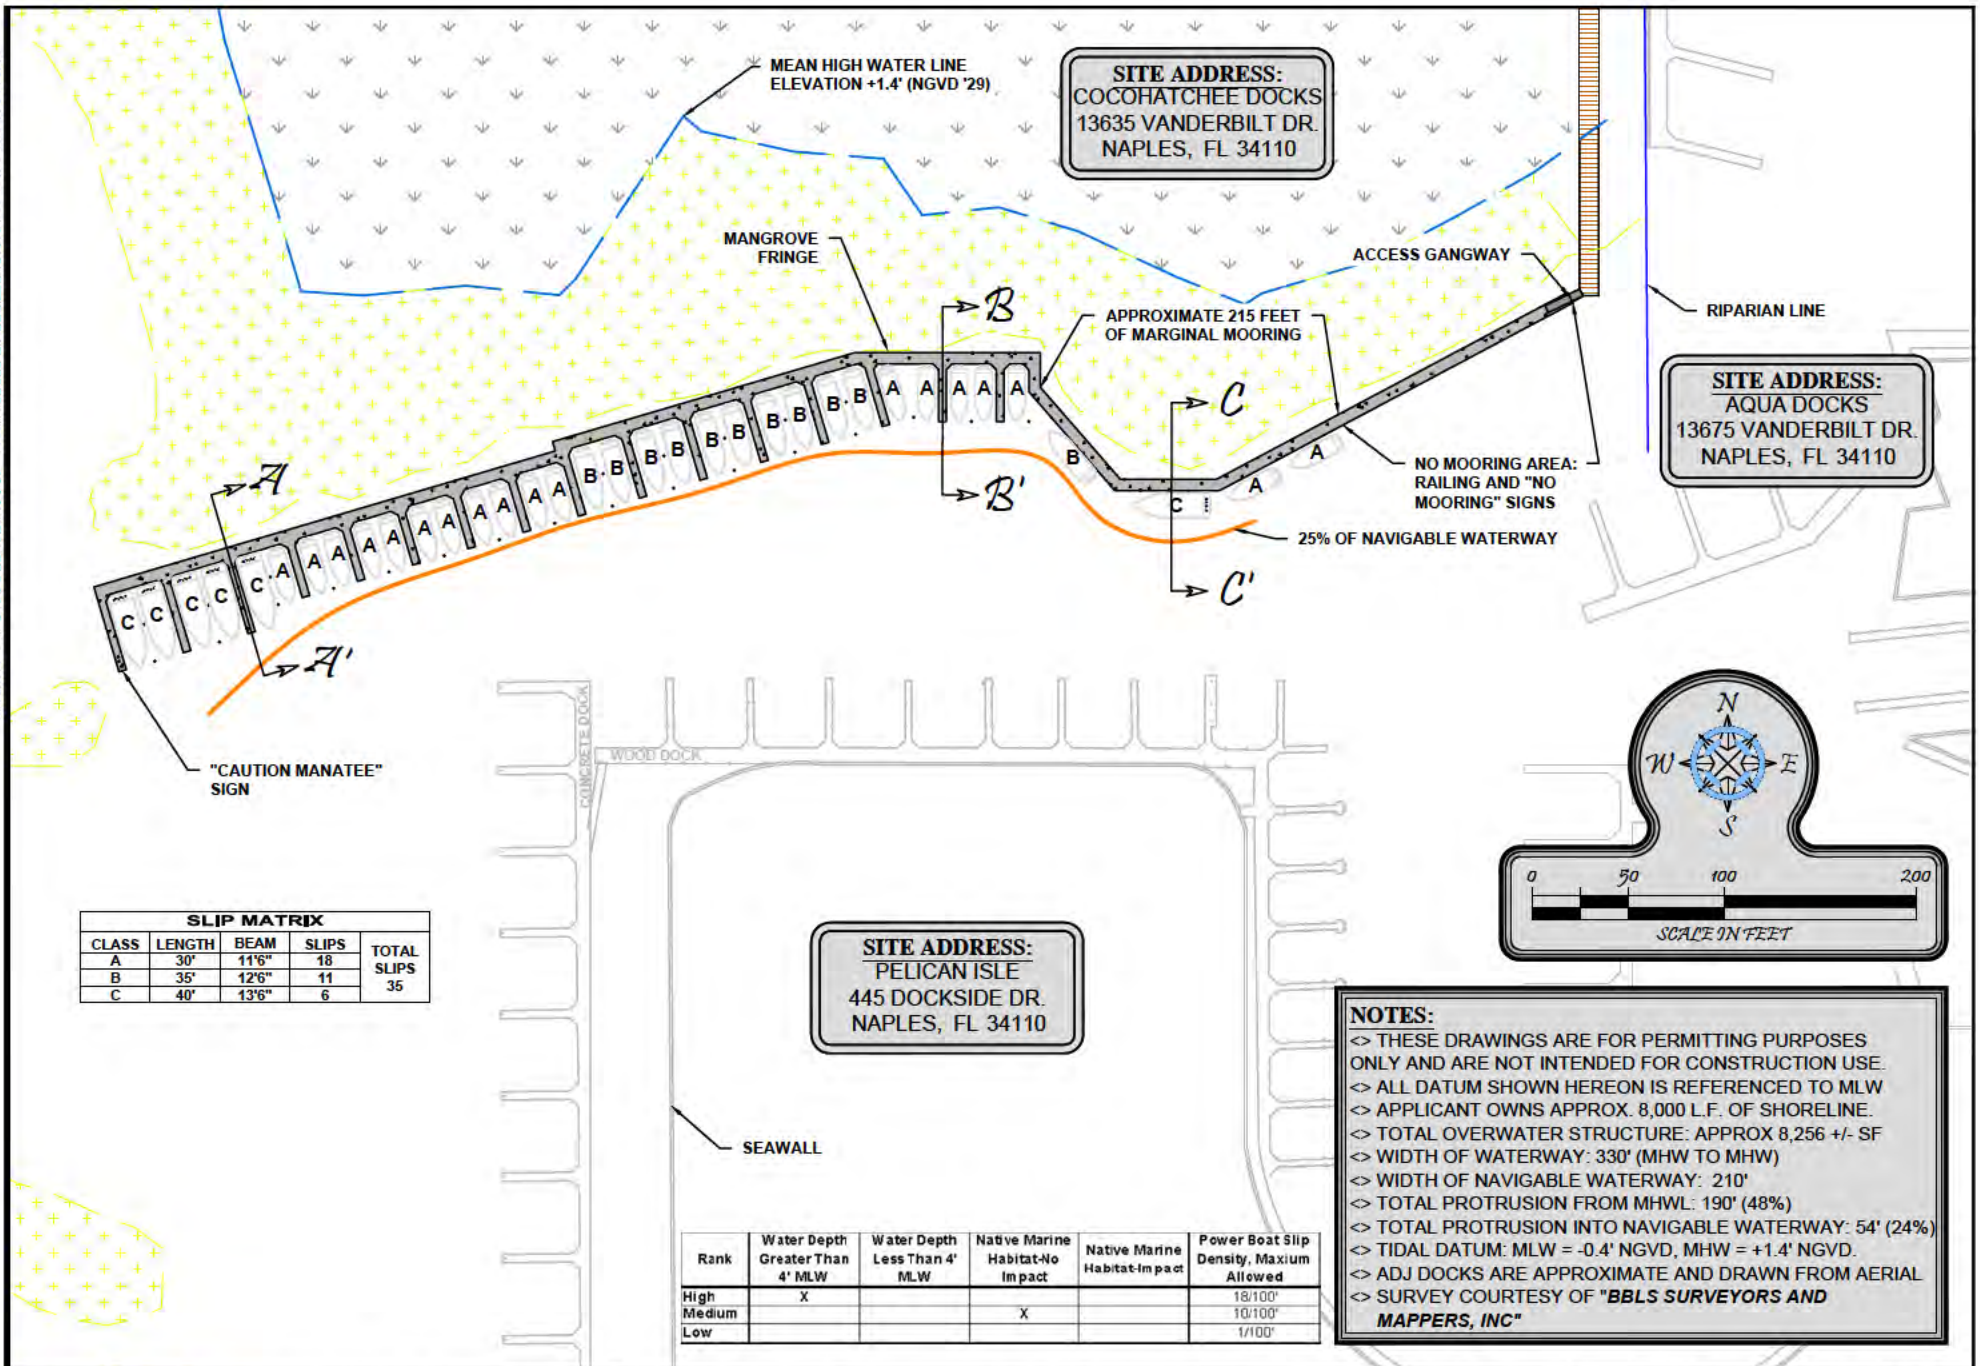 MEAN HIGH WATER LINE
ELEVATION +1.4' (NGVD '29)
SITE ADDRESS:
COCOHATCHEE DOCKS
13635 VANDERBILT DR.
NAPLES, FL 34110
MANGROVE
FRINGE
ACCESS GANGWAY
B
APPROXIMATE 215 FEET
OF MARGINAL MOORING
RIPARIAN LINE
SITE ADDRESS:
AQUA DOCKS
13675 VANDERBILT DR.
NAPLES, FL 34110
C
A
B'
NO MOORING AREA:
RAILING AND "NO
MOORING" SIGNS
25% OF NAVIGABLE WATERWAY
C'
A'
C C C C C A A A A A A A A A B B B B B B B B B B A A A A A
B C A A
"CAUTION MANATEE"
SIGN
CONCRETE DOCK
WOOD DOCK
N
W E
S
0 50 100 200
SCALE IN FEET
SLIP MATRIX
CLASS LENGTH BEAM SLIPS TOTAL SLIPS
A 30' 11'6" 18
B 35' 12'6" 11
C 40' 13'6" 6
35
SITE ADDRESS:
PELICAN ISLE
445 DOCKSIDE DR.
NAPLES, FL 34110
SEAWALL
NOTES:
<> THESE DRAWINGS ARE FOR PERMITTING PURPOSES
ONLY AND ARE NOT INTENDED FOR CONSTRUCTION USE.
<> ALL DATUM SHOWN HEREON IS REFERENCED TO MLW
<> APPLICANT OWNS APPROX. 8,000 L.F. OF SHORELINE.
<> TOTAL OVERWATER STRUCTURE: APPROX 8,256 +/- SF
<> WIDTH OF WATERWAY: 330' (MHW TO MHW)
<> WIDTH OF NAVIGABLE WATERWAY: 210'
<> TOTAL PROTRUSION FROM MHWL: 190' (48%)
<> TOTAL PROTRUSION INTO NAVIGABLE WATERWAY: 54' (24%)
<> TIDAL DATUM: MLW = -0.4' NGVD, MHW = +1.4' NGVD.
<> ADJ DOCKS ARE APPROXIMATE AND DRAWN FROM AERIAL
<> SURVEY COURTESY OF "BBLS SURVEYORS AND
MAPPERS, INC"
Rank Water Depth Greater Than 4' MLW Water Depth Less Than 4' MLW Native Marine Habitat-No Impact Native Marine Habitat-Impact Power Boat Slip Density, Maxium Allowed
High X 18/100'
Medium X 10/100'
Low 1/100'